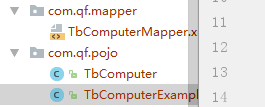 com.qf.mapper
TbComputerMapper.x
com.qf.pojo
TbComputer
TbComputerExampl
11
12
13
14